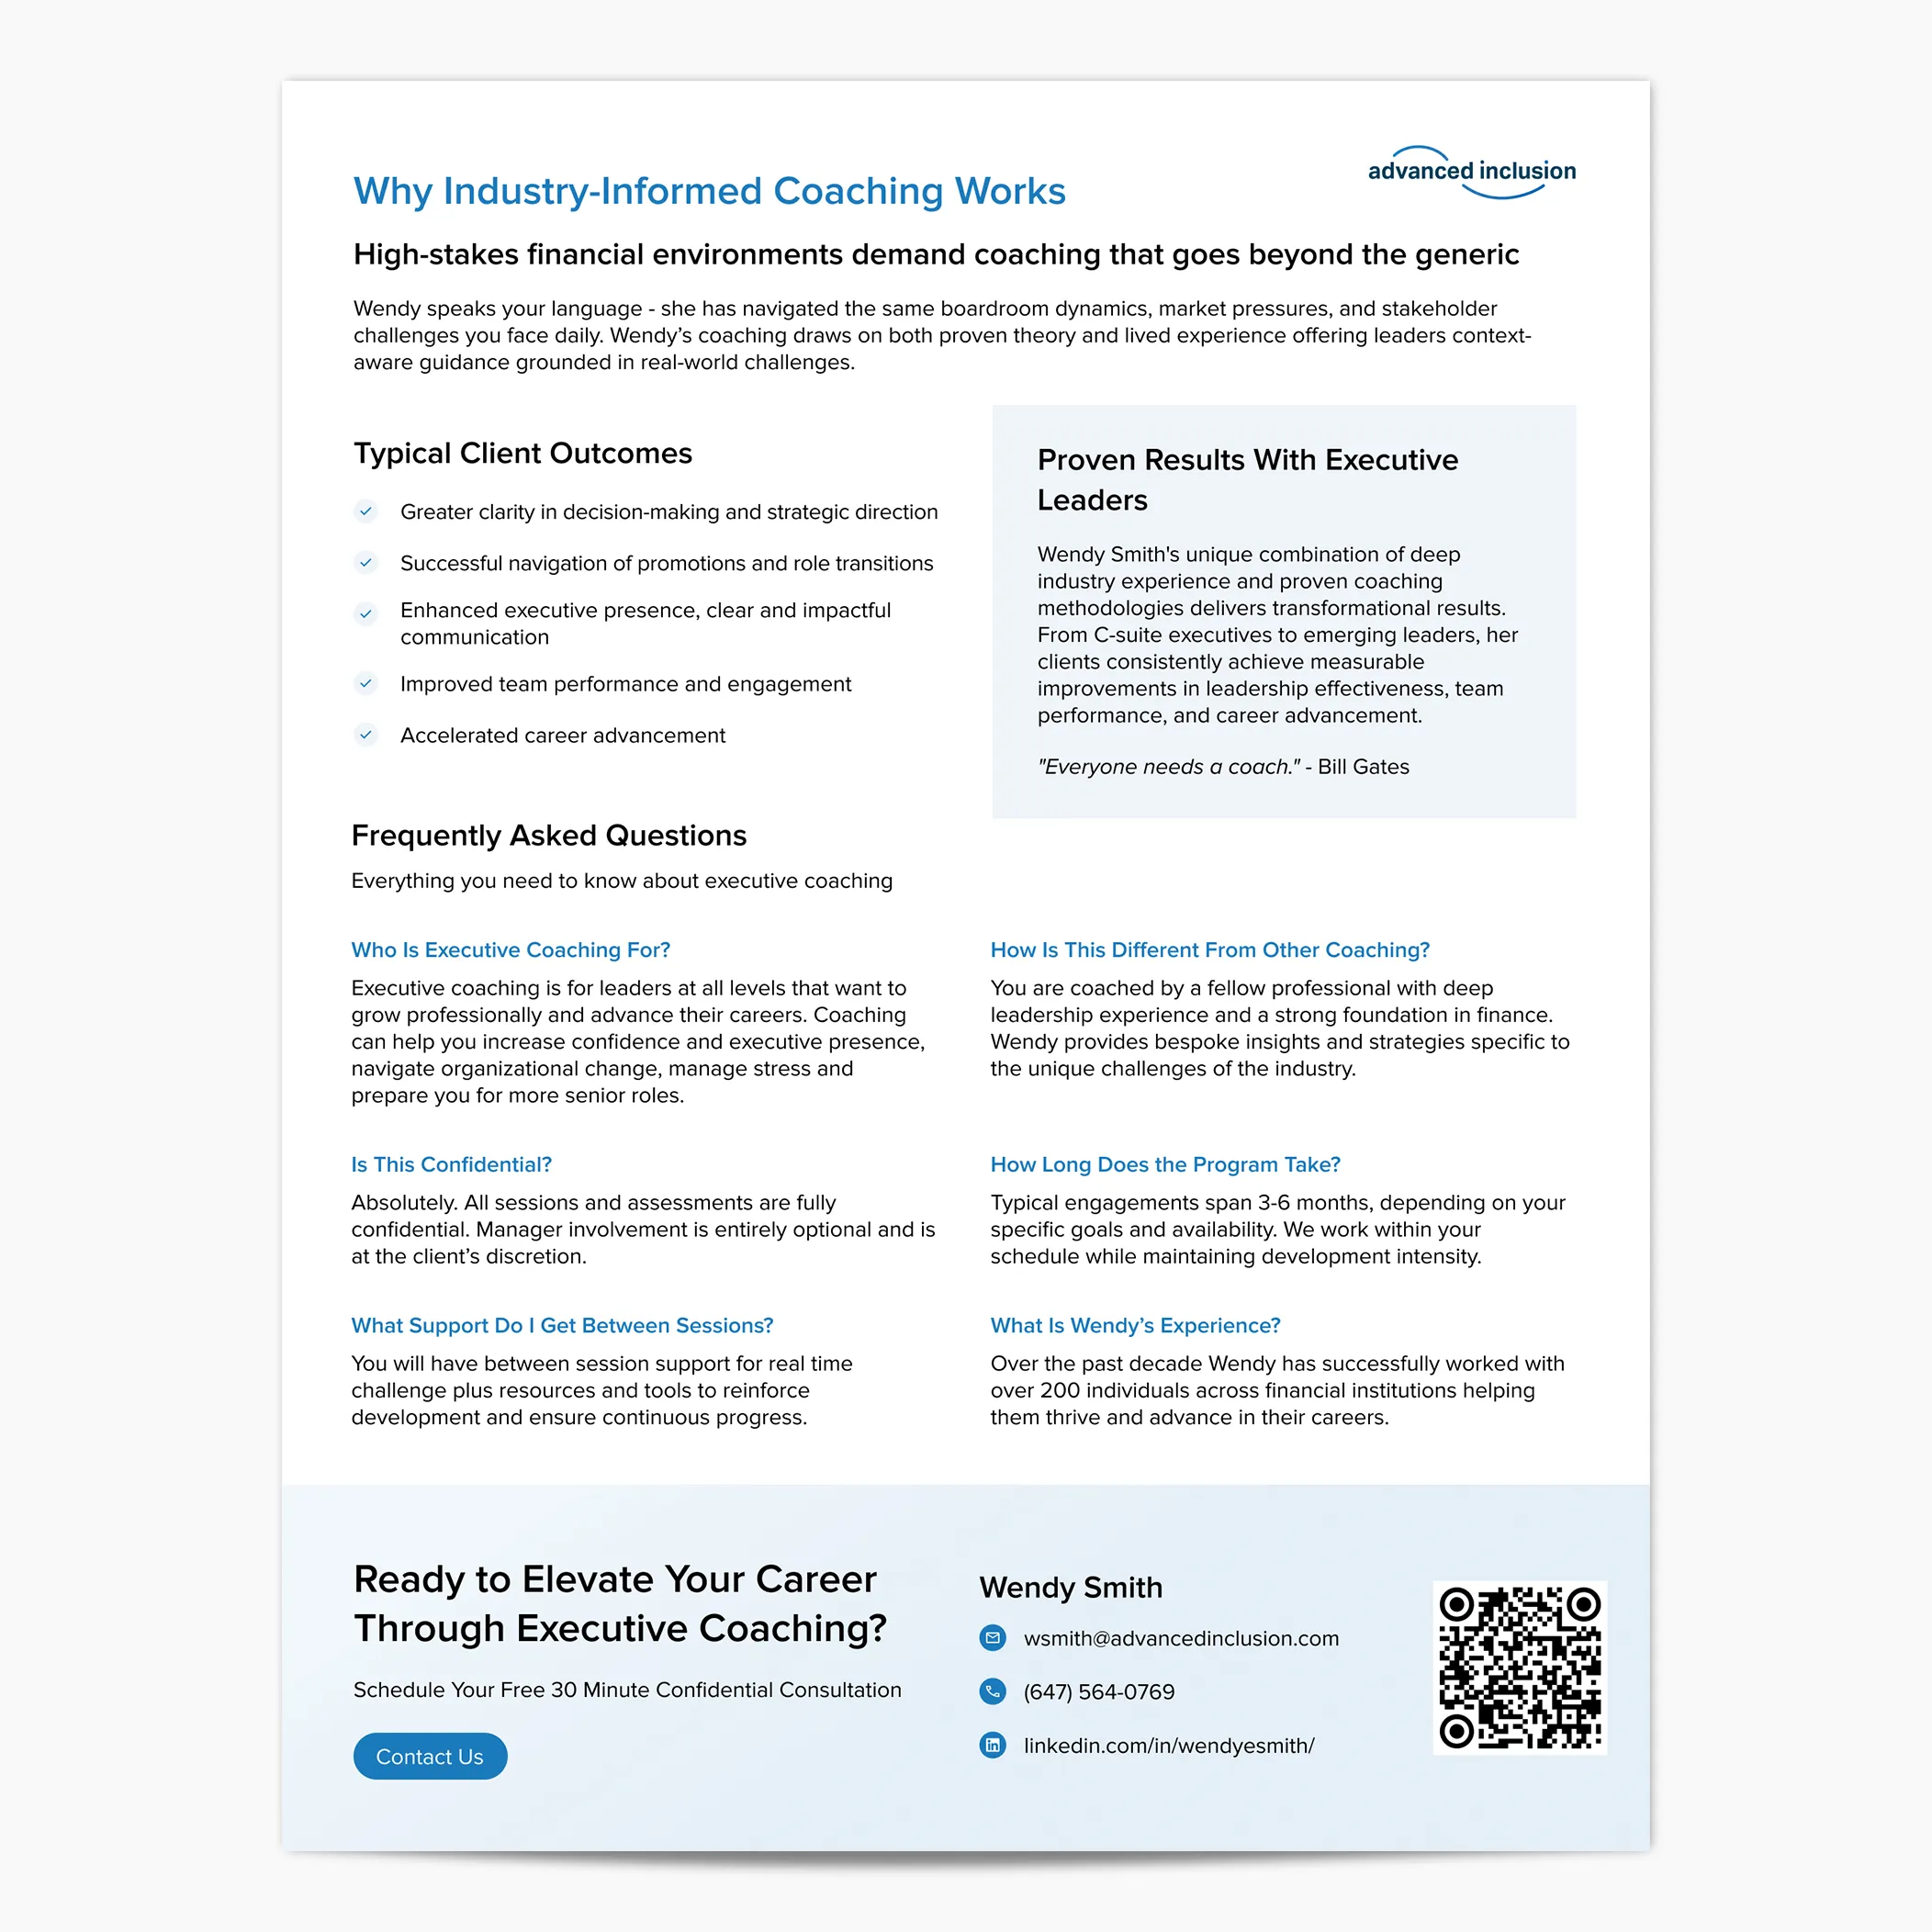 advanced inclusion
Why Industry-Informed Coaching Works
High-stakes financial environments demand coaching that goes beyond the generic
Wendy speaks your language - she has navigated the same boardroom dynamics, market pressures, and stakeholder
challenges you face daily. Wendy’s coaching draws on both proven theory and lived experience offering leaders context-
aware guidance grounded in real-world challenges.
Typical Client Outcomes
Greater clarity in decision-making and strategic direction
Successful navigation of promotions and role transitions
Enhanced executive presence, clear and impactful
communication
Improved team performance and engagement
Accelerated career advancement
Proven Results With Executive
Leaders
Wendy Smith's unique combination of deep
industry experience and proven coaching
methodologies delivers transformational results.
From C-suite executives to emerging leaders, her
clients consistently achieve measurable
improvements in leadership effectiveness, team
performance, and career advancement.
"Everyone needs a coach." - Bill Gates
Frequently Asked Questions
Everything you need to know about executive coaching
Who Is Executive Coaching For?
Executive coaching is for leaders at all levels that want to
grow professionally and advance their careers. Coaching
can help you increase confidence and executive presence,
navigate organizational change, manage stress and
prepare you for more senior roles.
How Is This Different From Other Coaching?
You are coached by a fellow professional with deep
leadership experience and a strong foundation in finance.
Wendy provides bespoke insights and strategies specific to
the unique challenges of the industry.
Is This Confidential?
Absolutely. All sessions and assessments are fully
confidential. Manager involvement is entirely optional and is
at the client’s discretion.
How Long Does the Program Take?
Typical engagements span 3-6 months, depending on your
specific goals and availability. We work within your
schedule while maintaining development intensity.
What Support Do I Get Between Sessions?
You will have between session support for real time
challenge plus resources and tools to reinforce
development and ensure continuous progress.
What Is Wendy’s Experience?
Over the past decade Wendy has successfully worked with
over 200 individuals across financial institutions helping
them thrive and advance in their careers.
Ready to Elevate Your Career
Through Executive Coaching?
Schedule Your Free 30 Minute Confidential Consultation
Contact Us
Wendy Smith
wsmith@advancedinclusion.com
(647) 564-0769
linkedin.com/in/wendyesmith/